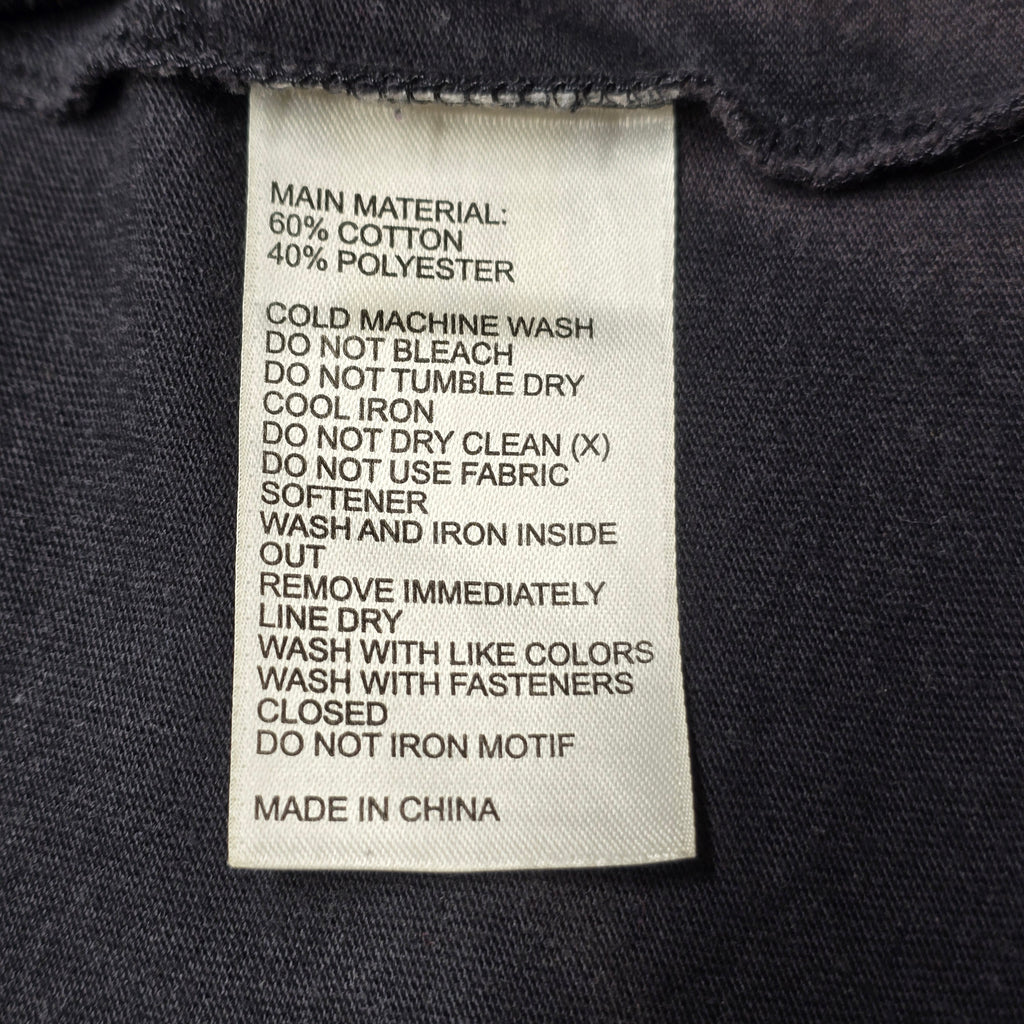 MAIN MATERIAL:
60% COTTON
40% POLYESTER
COLD MACHINE WASH
DO NOT BLEACH
DO NOT TUMBLE DRY
COOL IRON
DO NOT DRY CLEAN (X)
DO NOT USE FABRIC
SOFTENER
WASH AND IRON INSIDE
OUT
REMOVE IMMEDIATELY
LINE DRY
WASH WITH LIKE COLORS
WASH WITH FASTENERS
CLOSED
DO NOT IRON MOTIF
MADE IN CHINA